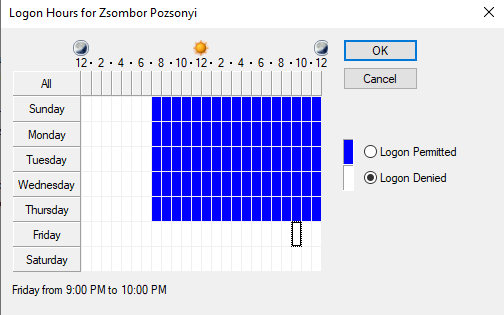 Logon Hours for Zsombor Pozsonyi
12 · 2 · 4 · 6 · 8 · 10 · 12 · 2 · 4 · 6 · 8 · 10 · 12
OK
Cancel
All
Sunday
Monday
Tuesday
Wednesday
Thursday
Friday
Saturday
Logon Permitted
Logon Denied
Friday from 9:00 PM to 10:00 PM